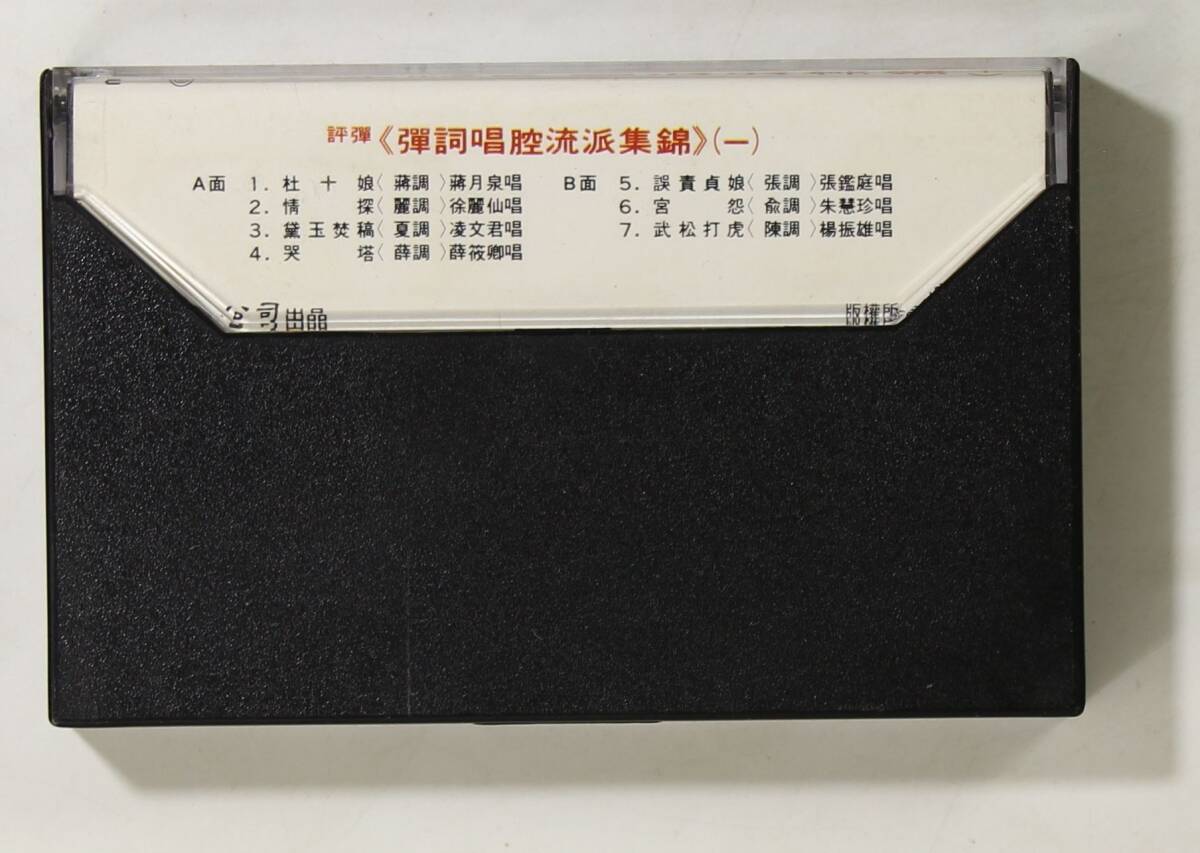 評彈《彈詞唱腔流派集錦》(一)
A面 1. 杜十娘〈蔣調〉蔣月泉唱
2. 情探〈麗調〉徐麗仙唱
3. 黛玉焚稿〈夏調〉凌文君唱
4. 哭塔〈薛調〉薛筱卿唱
B面 5. 誤責貞娘〈張調〉張鑑庭唱
6. 宮怨〈俞調〉朱慧珍唱
7. 武松打虎〈陳調〉楊振雄唱
公司出品
版權